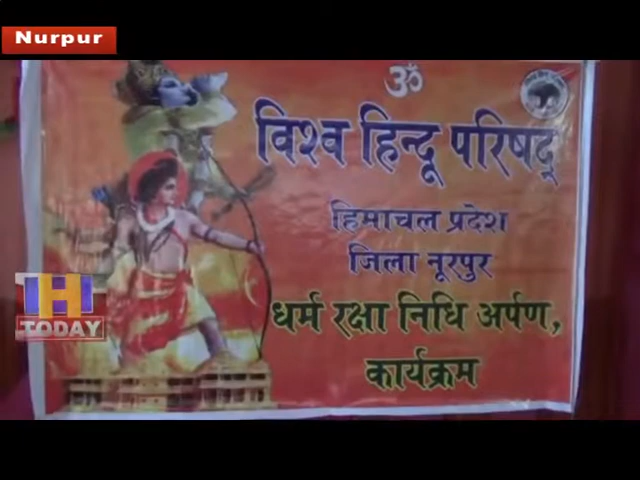 Nurpur
ॐ
विश्व हिन्दू परिषद्
हिमाचल प्रदेश
जिला नूरपुर
धर्म रक्षा निधि अर्पण,
कार्यक्रम
H
TODAY